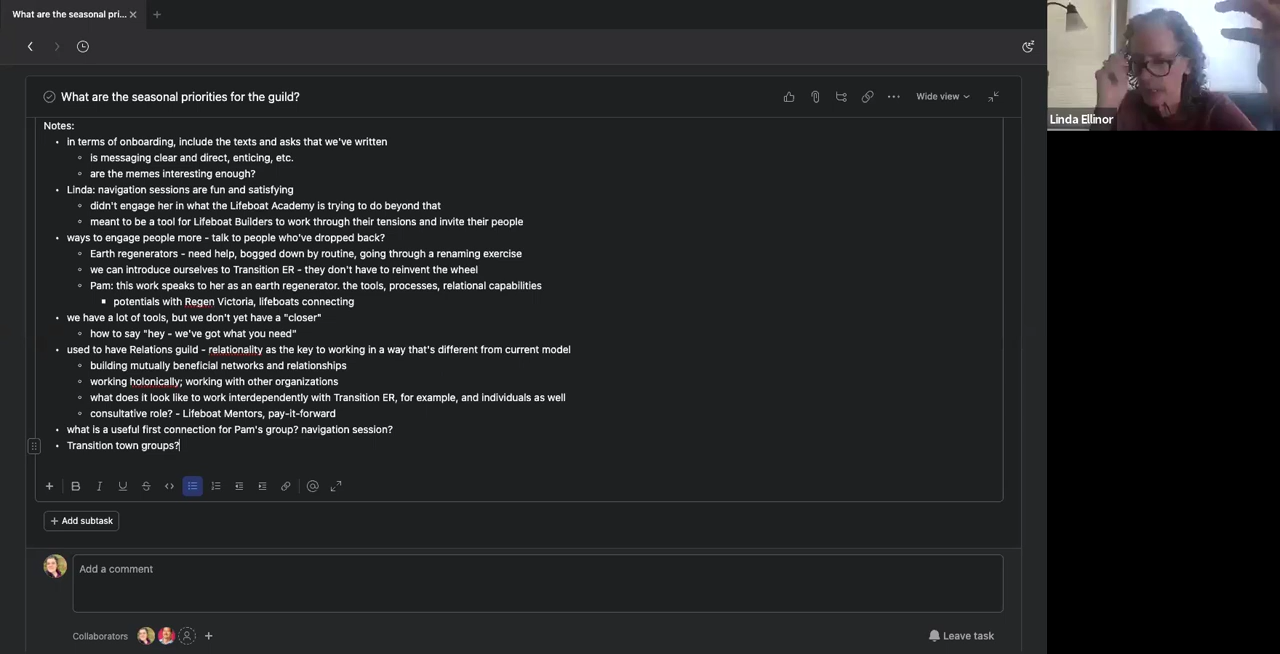 What are the seasonal pri...
What are the seasonal priorities for the guild?
Wide view
Linda Ellinor
Notes:
in terms of onboarding, include the texts and asks that we've written
is messaging clear and direct, enticing, etc.
are the memes interesting enough?
Linda: navigation sessions are fun and satisfying
didn't engage her in what the Lifeboat Academy is trying to do beyond that
meant to be a tool for Lifeboat Builders to work through their tensions and invite their people
ways to engage people more - talk to people who've dropped back?
Earth regenerators - need help, bogged down by routine, going through a renaming exercise
we can introduce ourselves to Transition ER - they don't have to reinvent the wheel
Pam: this work speaks to her as an earth regenerator. the tools, processes, relational capabilities
potentials with Regen Victoria, lifeboats connecting
we have a lot of tools, but we don't yet have a "closer"
how to say "hey - we've got what you need"
used to have Relations guild - relationality as the key to working in a way that's different from current model
building mutually beneficial networks and relationships
working holonically; working with other organizations
what does it look like to work interdependently with Transition ER, for example, and individuals as well
consultative role? - Lifeboat Mentors, pay-it-forward
what is a useful first connection for Pam's group? navigation session?
Transition town groups?
+ Add subtask
Add a comment
Collaborators
Leave task